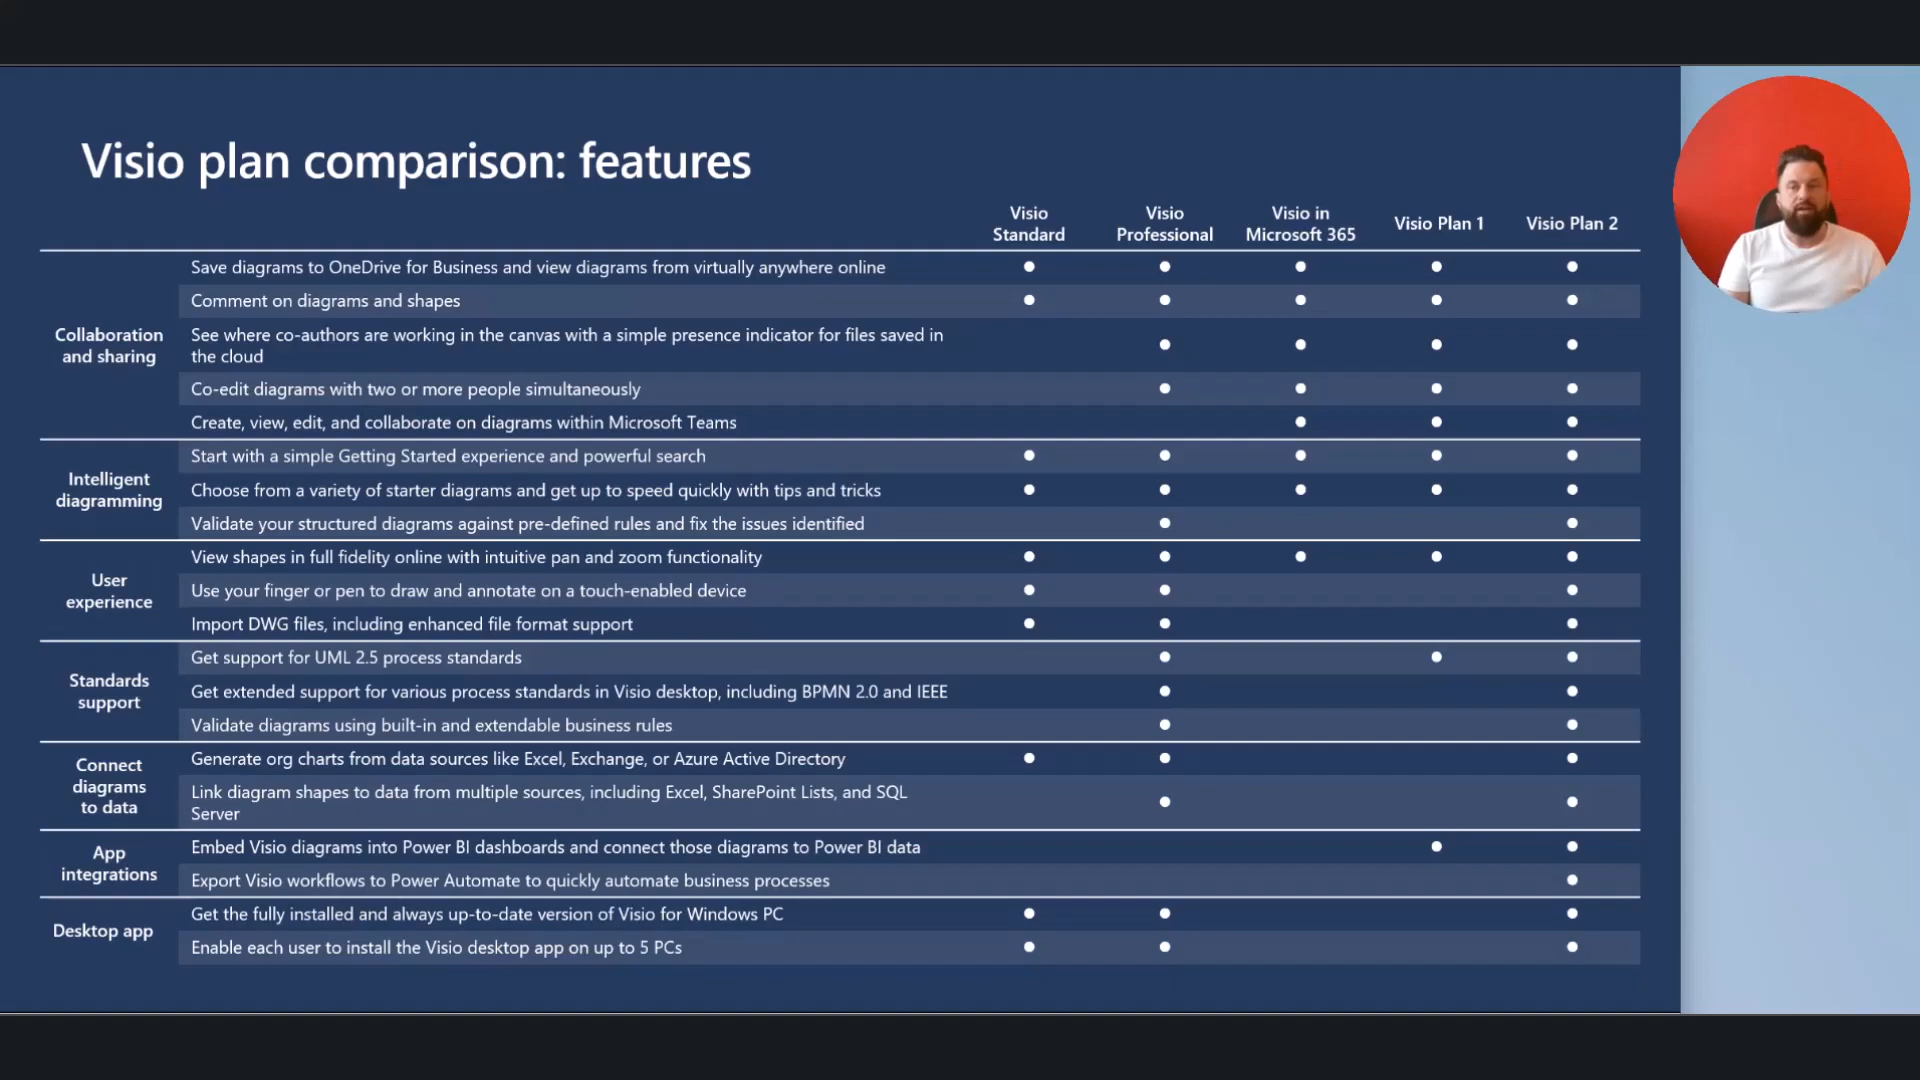 Visio plan comparison: features
Visio
Standard
Visio
Professional
Visio in
Microsoft 365
Visio Plan 1
Visio Plan 2
Collaboration
and sharing
Save diagrams to OneDrive for Business and view diagrams from virtually anywhere online
Comment on diagrams and shapes
See where co-authors are working in the canvas with a simple presence indicator for files saved in
the cloud
Co-edit diagrams with two or more people simultaneously
Create, view, edit, and collaborate on diagrams within Microsoft Teams
Intelligent
diagramming
Start with a simple Getting Started experience and powerful search
Choose from a variety of starter diagrams and get up to speed quickly with tips and tricks
Validate your structured diagrams against pre-defined rules and fix the issues identified
User
experience
View shapes in full fidelity online with intuitive pan and zoom functionality
Use your finger or pen to draw and annotate on a touch-enabled device
Import DWG files, including enhanced file format support
Standards
support
Get support for UML 2.5 process standards
Get extended support for various process standards in Visio desktop, including BPMN 2.0 and IEEE
Validate diagrams using built-in and extendable business rules
Connect
diagrams
to data
Generate org charts from data sources like Excel, Exchange, or Azure Active Directory
Link diagram shapes to data from multiple sources, including Excel, SharePoint Lists, and SQL
Server
App
integrations
Embed Visio diagrams into Power BI dashboards and connect those diagrams to Power BI data
Export Visio workflows to Power Automate to quickly automate business processes
Desktop app
Get the fully installed and always up-to-date version of Visio for Windows PC
Enable each user to install the Visio desktop app on up to 5 PCs